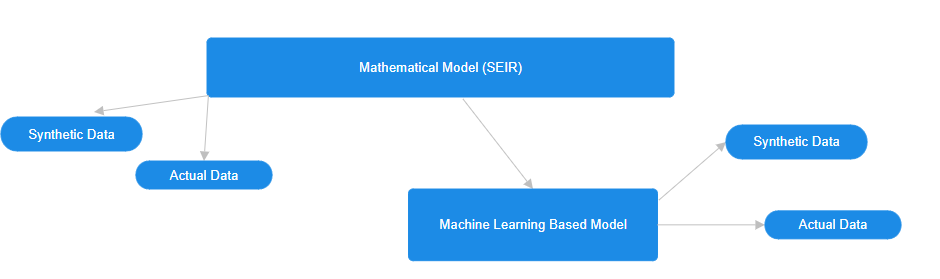 Mathematical Model (SEIR)
Synthetic Data
Actual Data
Synthetic Data
Machine Learning Based Model
Actual Data